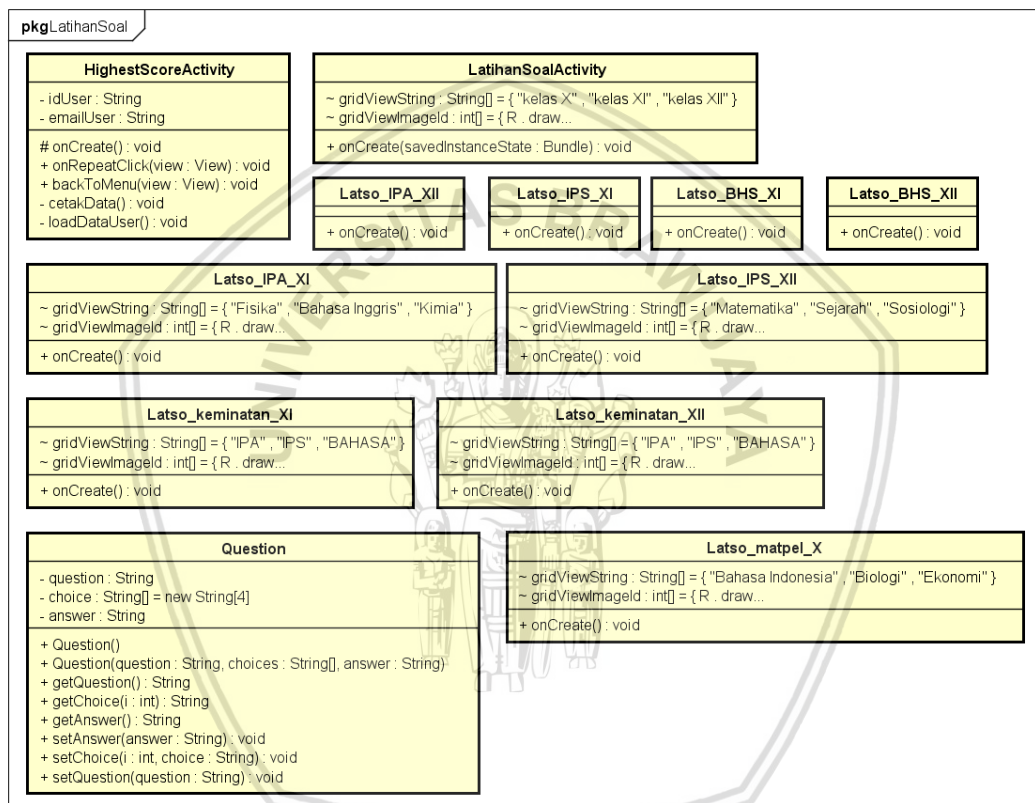 pkgLatihanSoal
HighestScoreActivity
- idUser : String
- emailUser : String
# onCreate() : void
+ onRepeatClick(view : View) : void
+ backToMenu(view : View) : void
- cetakData() : void
- loadDataUser() : void
LatihanSoalActivity
~ gridViewString : String[] = { "kelas X" , "kelas XI" , "kelas XII" }
~ gridViewImageId : int[] = { R . draw...
+ onCreate(savedInstanceState : Bundle) : void
Latso_IPA_XII
+ onCreate() : void
Latso_IPS_XI
+ onCreate() : void
Latso_BHS_XI
+ onCreate() : void
Latso_BHS_XII
+ onCreate() : void
Latso_IPA_XI
~ gridViewString : String[] = { "Fisika" , "Bahasa Inggris" , "Kimia" }
~ gridViewImageId : int[] = { R . draw...
+ onCreate() : void
Latso_IPS_XII
~ gridViewString : String[] = { "Matematika" , "Sejarah" , "Sosiologi" }
~ gridViewImageId : int[] = { R . draw...
+ onCreate() : void
Latso_keminatan_Xi
~ gridViewString : String[] = { "IPA" , "IPS" , "BAHASA" }
~ gridViewImageId : int[] = { R . draw...
+ onCreate() : void
Latso_keminatan_XII
~ gridViewString : String[] = { "IPA" , "IPS" , "BAHASA" }
~ gridViewImageId : int[] = { R . draw...
+ onCreate() : void
Question
- question : String
- choice : String[] = new String[4]
- answer : String
+ Question()
+ Question(question : String, choices : String[], answer : String)
+ getQuestion() : String
+ getChoice(i : int) : String
+ getAnswer() : String
+ setAnswer(answer : String) : void
+ setChoice(i : int, choice : String) : void
+ setQuestion(question : String) : void
Latso_matpel_X
~ gridViewString : String[] = { "Bahasa Indonesia" , "Biologi" , "Ekonomi" }
~ gridViewImageId : int[] = { R . draw...
+ onCreate() : void
UNIVERSITAS BRAWIJAYA